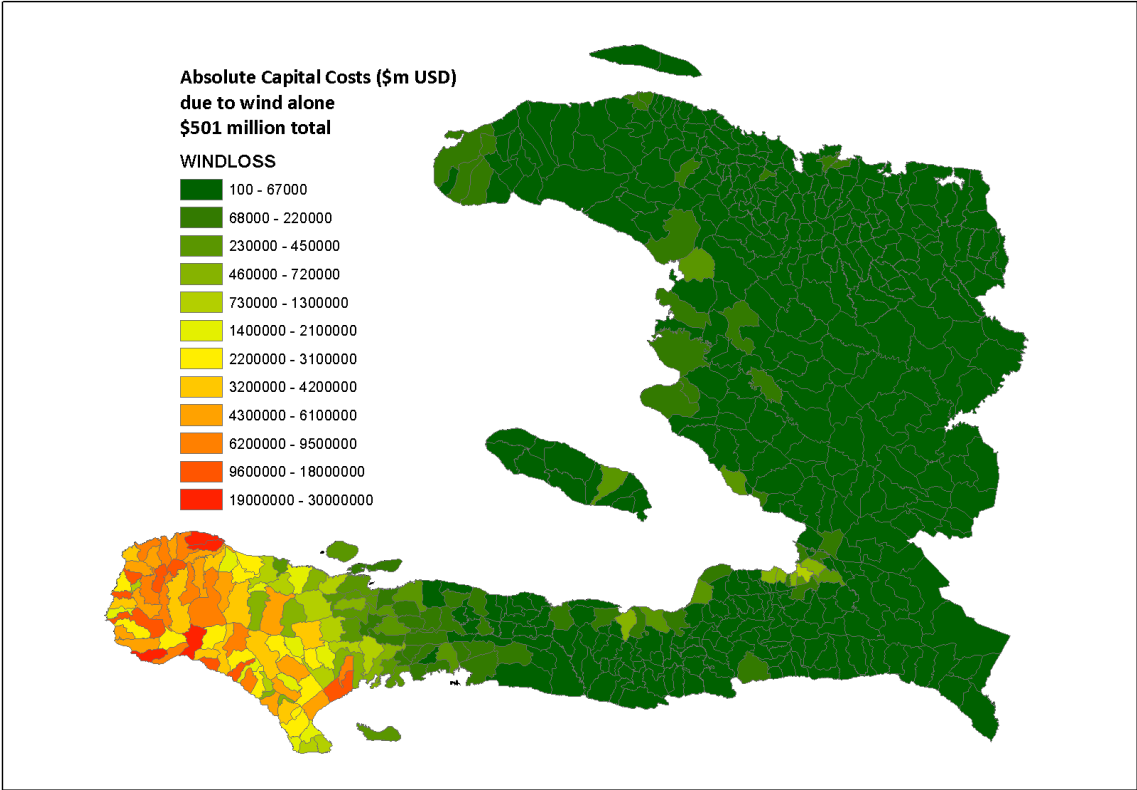 Absolute Capital Costs ($m USD)
due to wind alone
$501 million total
WINDLOSS
100 - 67000
68000 - 220000
230000 - 450000
460000 - 720000
730000 - 1300000
1400000 - 2100000
2200000 - 3100000
3200000 - 4200000
4300000 - 6100000
6200000 - 9500000
9600000 - 18000000
19000000 - 30000000